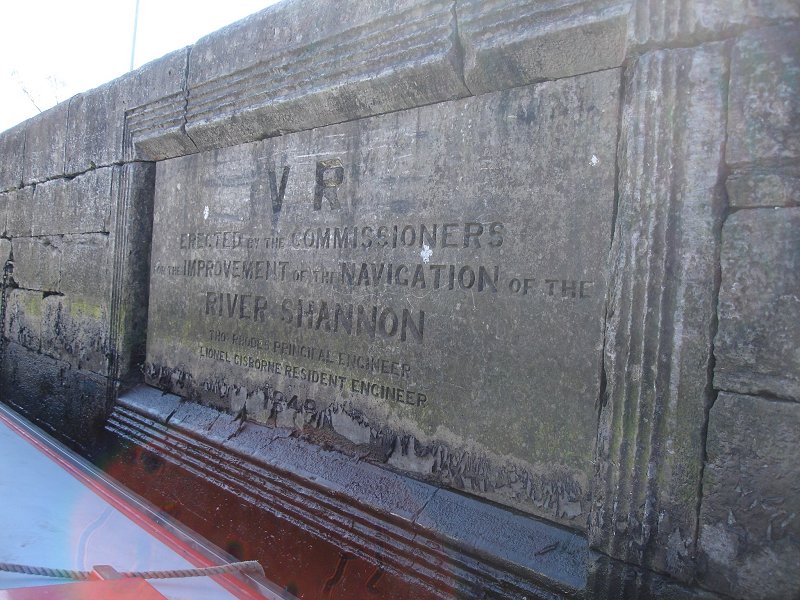 V R
ERECTED BY THE COMMISSIONERS
FOR THE IMPROVEMENT OF THE NAVIGATION OF THE
RIVER SHANNON
THOS RHODES PRINCIPAL ENGINEER
LIONEL GISBORNE RESIDENT ENGINEER
1849